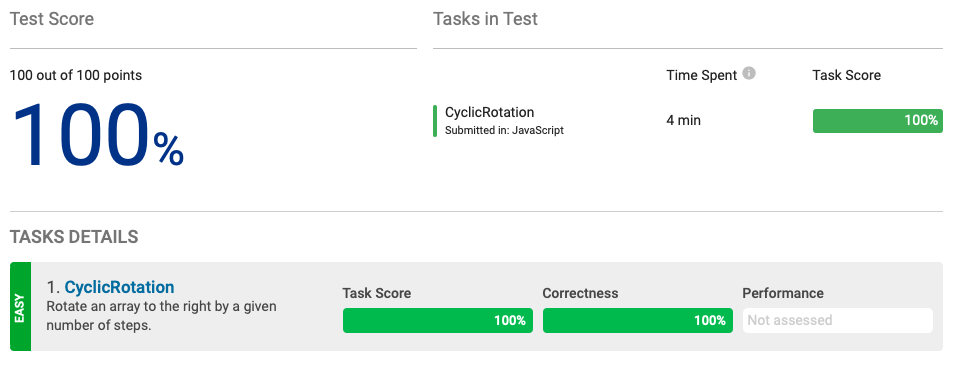 Test Score
Tasks in Test
100 out of 100 points
100%
Time Spent
Task Score
CyclicRotation
Submitted in: JavaScript
4 min
100%
TASKS DETAILS
EASY
1. CyclicRotation
Rotate an array to the right by a given
number of steps.
Task Score
Correctness
Performance
100%
100%
Not assessed